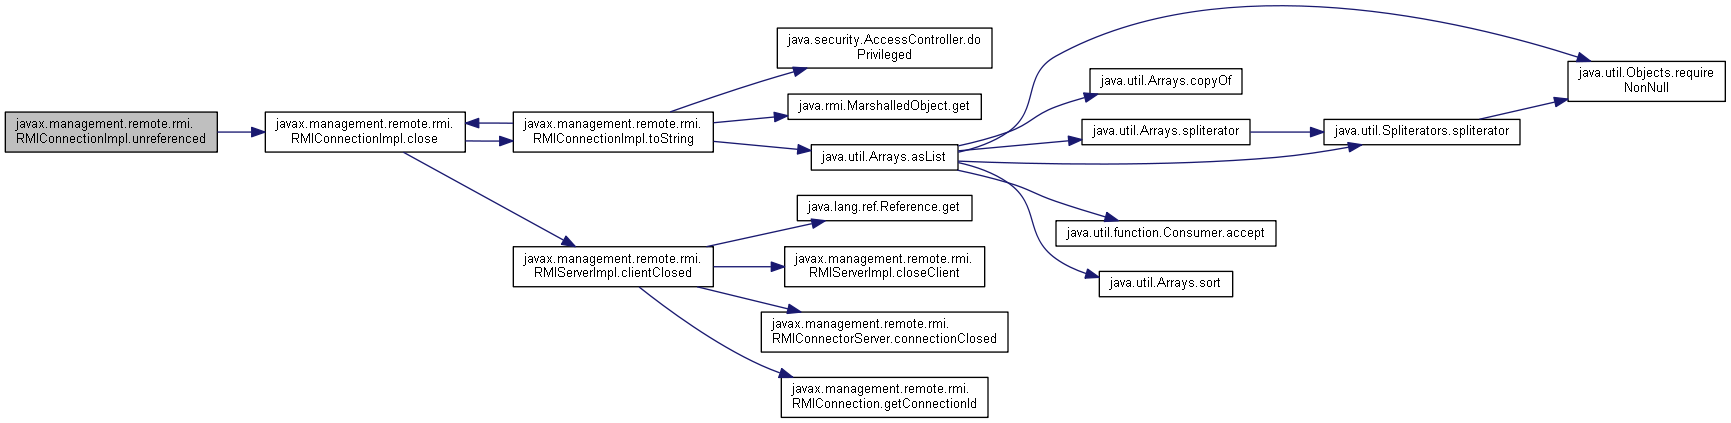 javax.management.remote.rmi.
RMIConnectionImpl.unreferenced
javax.management.remote.rmi.
RMIConnectionImpl.close
javax.management.remote.rmi.
RMIConnectionImpl.toString
java.security.AccessController.do
Privileged
java.rmi.MarshalledObject.get
java.util.Arrays.asList
java.util.Arrays.copyOf
java.util.Arrays.spliterator
java.util.Spliterators.spliterator
java.util.Objects.require
NonNull
java.util.function.Consumer.accept
java.util.Arrays.sort
javax.management.remote.rmi.
RMIServerImpl.clientClosed
java.lang.ref.Reference.get
javax.management.remote.rmi.
RMIServerImpl.closeClient
javax.management.remote.rmi.
RMIConnectorServer.connectionClosed
javax.management.remote.rmi.
RMIConnection.getConnectionId